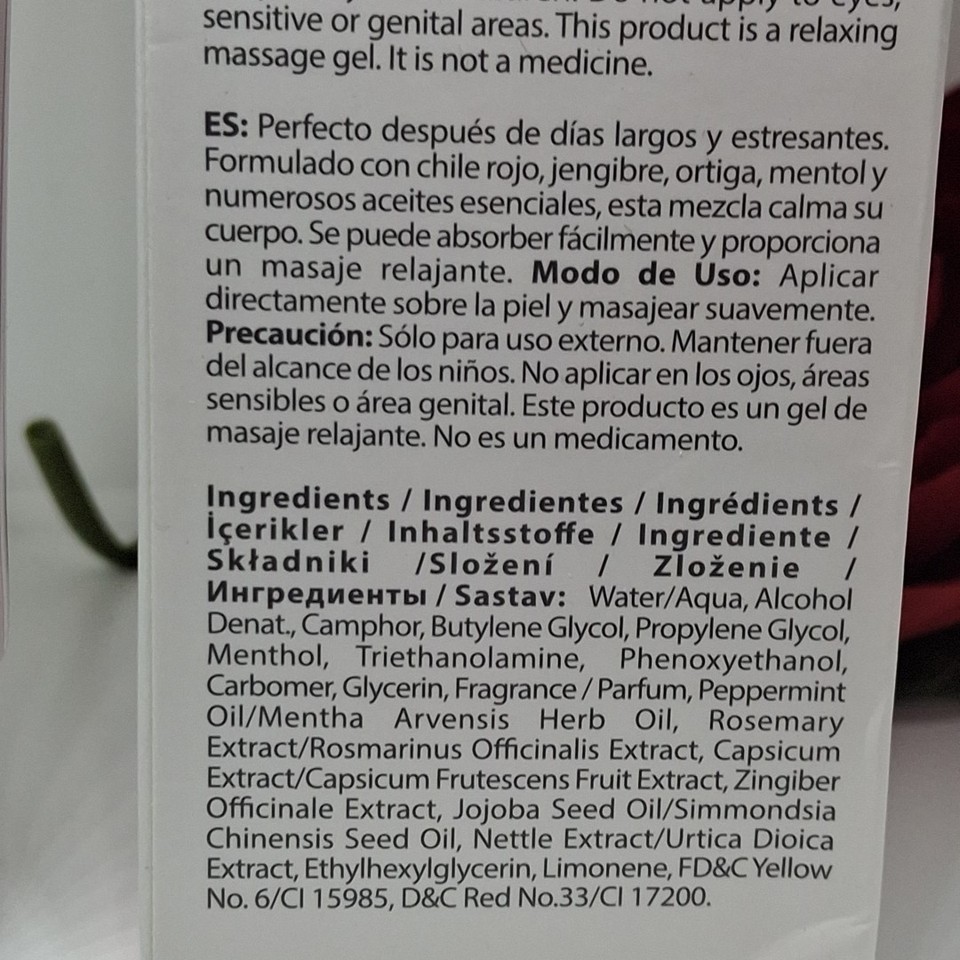 sensitive or genital areas. This product is a relaxing
massage gel. It is not a medicine.
ES: Perfecto después de días largos y estresantes.
Formulado con chile rojo, jengibre, ortiga, mentol y
numerosos aceites esenciales, esta mezcla calma su
cuerpo. Se puede absorber fácilmente y proporciona
un masaje relajante. Modo de Uso: Aplicar
directamente sobre la piel y masajear suavemente.
Precaución: Sólo para uso externo. Mantener fuera
del alcance de los niños. No aplicar en los ojos, áreas
sensibles o área genital. Este producto es un gel de
masaje relajante. No es un medicamento.
Ingredients / Ingredientes / Ingrédients /
İçerikler / Inhaltsstoffe / Ingrediente /
Składniki /Složení / Zloženie /
Ингредиенты / Sastav: Water/Aqua, Alcohol
Denat., Camphor, Butylene Glycol, Propylene Glycol,
Menthol, Triethanolamine, Phenoxyethanol,
Carbomer, Glycerin, Fragrance / Parfum, Peppermint
Oil/Mentha Arvensis Herb Oil, Rosemary
Extract/Rosmarinus Officinalis Extract, Capsicum
Extract/Capsicum Frutescens Fruit Extract, Zingiber
Officinale Extract, Jojoba Seed Oil/Simmondsia
Chinensis Seed Oil, Nettle Extract/Urtica Dioica
Extract, Ethylhexylglycerin, Limonene, FD&C Yellow
No. 6/CI 15985, D&C Red No.33/CI 17200.